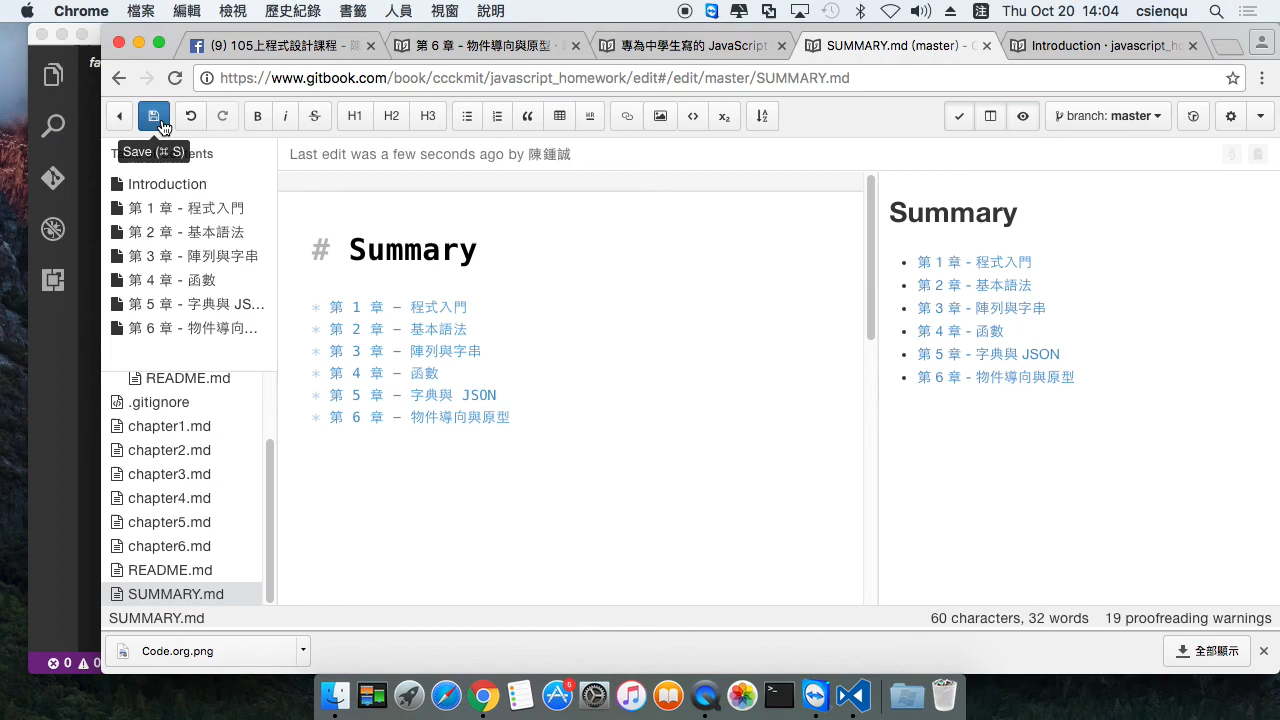 Chrome 檔案 編輯 檢視 歷史紀錄 書籤 人員 視窗 說明 注 Thu Oct 20 14:04 csienqu
(9) 105上程式設計課程 - 第 6 章 - 物件導向與原型 · 專為中學生寫的 JavaScript SUMMARY.md (master) - Introduction · javascript_h
https://www.gitbook.com/book/ccckmit/javascript_homework/edit#/edit/master/SUMMARY.md
B i S H1 H2 H3 HR branch: master
Save (⌘ S)
Last edit was a few seconds ago by 陳鍾誠
Introduction
第 1 章 - 程式入門
第 2 章 - 基本語法
第 3 章 - 陣列與字串
第 4 章 - 函數
第 5 章 - 字典與 JS...
第 6 章 - 物件導向...
README.md
.gitignore
chapter1.md
chapter2.md
chapter3.md
chapter4.md
chapter5.md
chapter6.md
README.md
SUMMARY.md
# Summary
* 第 1 章 - 程式入門
* 第 2 章 - 基本語法
* 第 3 章 - 陣列與字串
* 第 4 章 - 函數
* 第 5 章 - 字典與 JSON
* 第 6 章 - 物件導向與原型
Summary
• 第 1 章 - 程式入門
• 第 2 章 - 基本語法
• 第 3 章 - 陣列與字串
• 第 4 章 - 函數
• 第 5 章 - 字典與 JSON
• 第 6 章 - 物件導向與原型
SUMMARY.md 60 characters, 32 words 19 proofreading warnings
Code.org.png 全部顯示
0 0
6